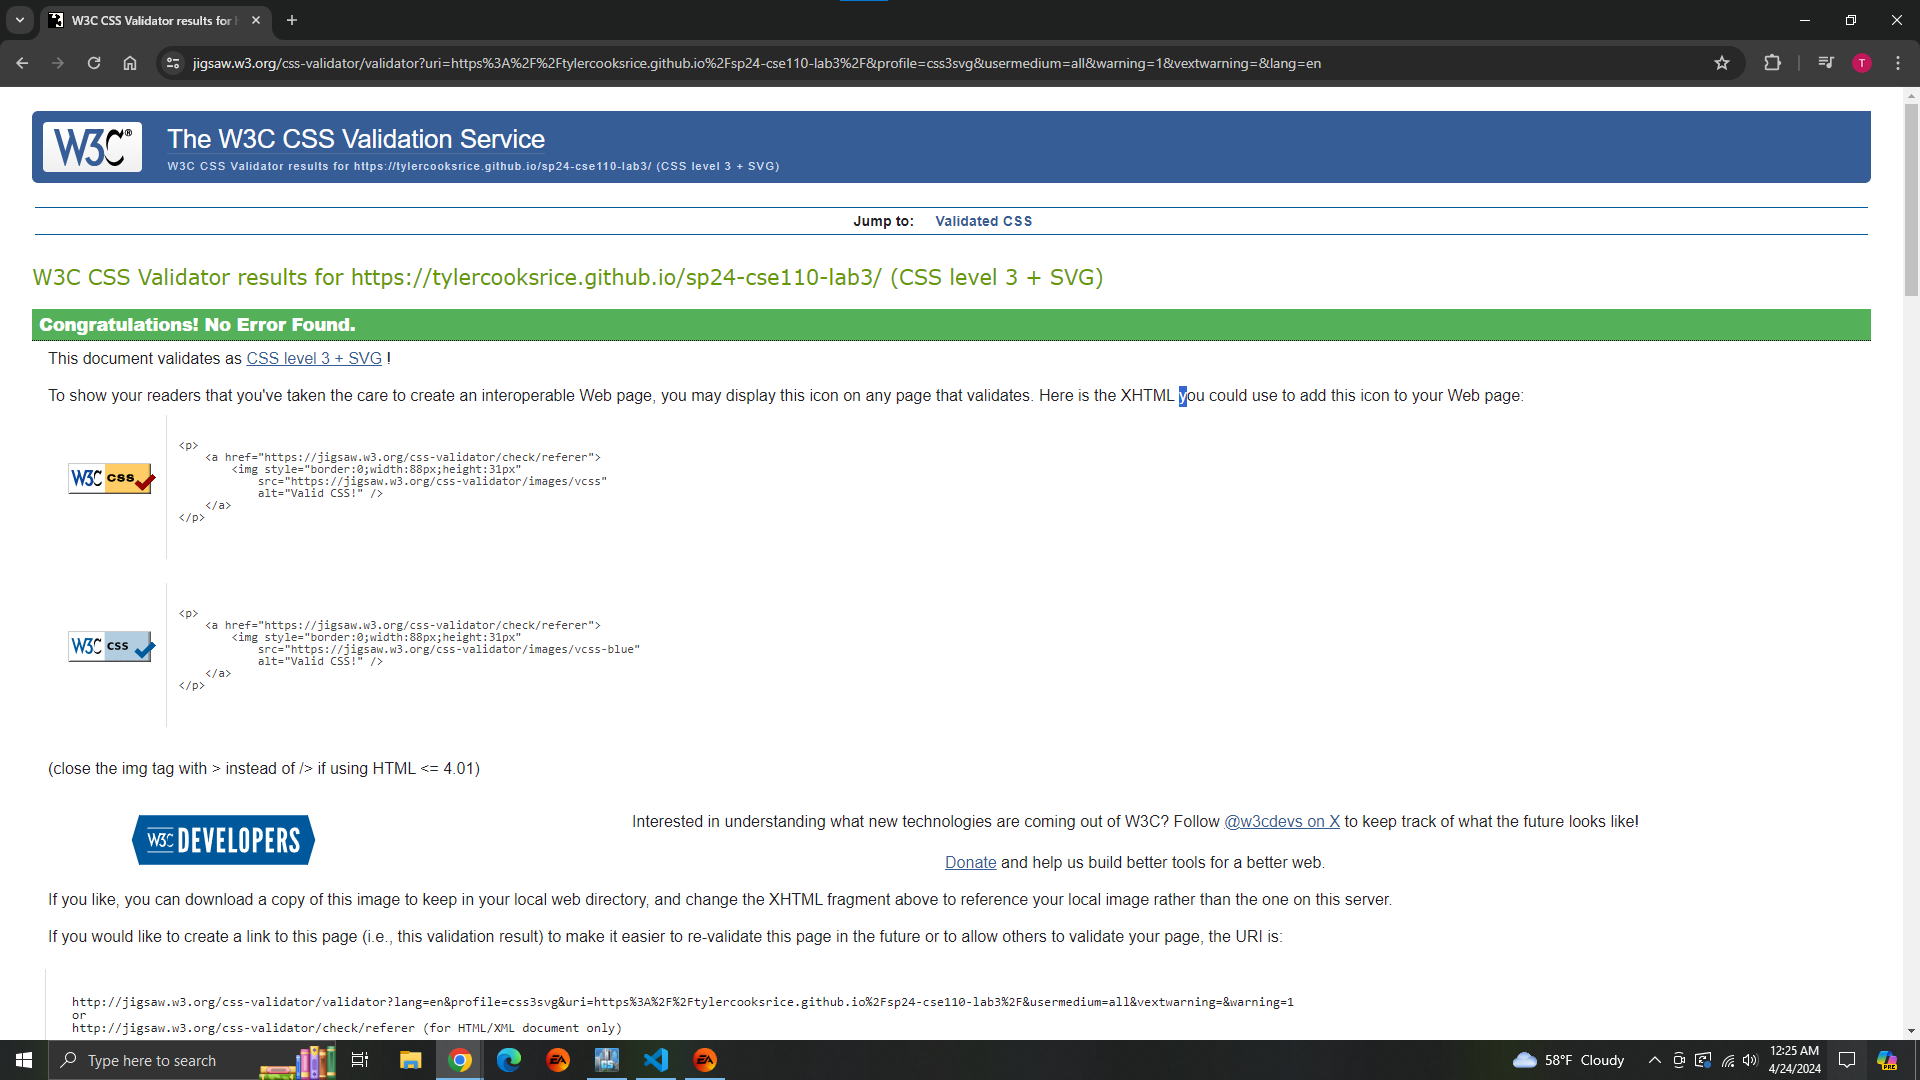 W3C CSS Validator results for
jigsaw.w3.org/css-validator/validator?uri=https%3A%2F%2Ftylercooksrice.github.io%2Fsp24-cse110-lab3%2F&profile=css3svg&usermedium=all&warning=1&vextwarning=&lang=en
T
W3C®
The W3C CSS Validation Service
W3C CSS Validator results for https://tylercooksrice.github.io/sp24-cse110-lab3/ (CSS level 3 + SVG)
Jump to: Validated CSS
W3C CSS Validator results for https://tylercooksrice.github.io/sp24-cse110-lab3/ (CSS level 3 + SVG)
Congratulations! No Error Found.
This document validates as CSS level 3 + SVG !
To show your readers that you've taken the care to create an interoperable Web page, you may display this icon on any page that validates. Here is the XHTML you could use to add this icon to your Web page:
W3C css
<p>
<a href="https://jigsaw.w3.org/css-validator/check/referer">
<img style="border:0;width:88px;height:31px"
src="https://jigsaw.w3.org/css-validator/images/vcss"
alt="Valid CSS!" />
</a>
</p>
W3C css
<p>
<a href="https://jigsaw.w3.org/css-validator/check/referer">
<img style="border:0;width:88px;height:31px"
src="https://jigsaw.w3.org/css-validator/images/vcss-blue"
alt="Valid CSS!" />
</a>
</p>
(close the img tag with > instead of /> if using HTML <= 4.01)
W3C DEVELOPERS
Interested in understanding what new technologies are coming out of W3C? Follow @w3cdevs on X to keep track of what the future looks like!
Donate and help us build better tools for a better web.
If you like, you can download a copy of this image to keep in your local web directory, and change the XHTML fragment above to reference your local image rather than the one on this server.
If you would like to create a link to this page (i.e., this validation result) to make it easier to re-validate this page in the future or to allow others to validate your page, the URI is:
http://jigsaw.w3.org/css-validator/validator?lang=en&profile=css3svg&uri=https%3A%2F%2Ftylercooksrice.github.io%2Fsp24-cse110-lab3%2F&usermedium=all&vextwarning=&warning=1
or
http://jigsaw.w3.org/css-validator/check/referer (for HTML/XML document only)
Type here to search
EA
EA
58°F Cloudy
12:25 AM
4/24/2024
PRE